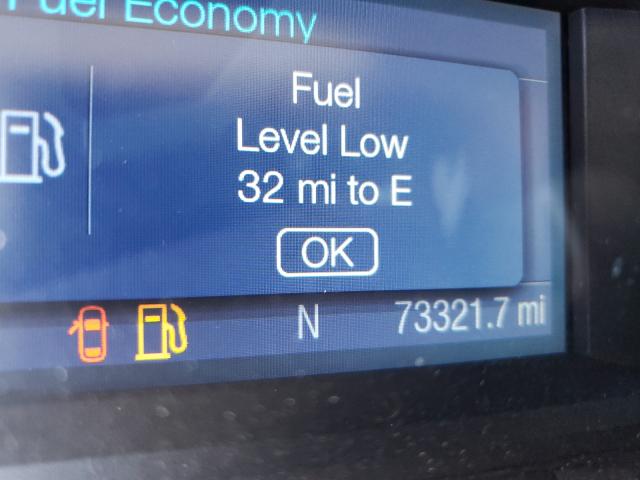 Fuel Economy
Fuel
Level Low
32 mi to E
OK
N 73321.7 mi